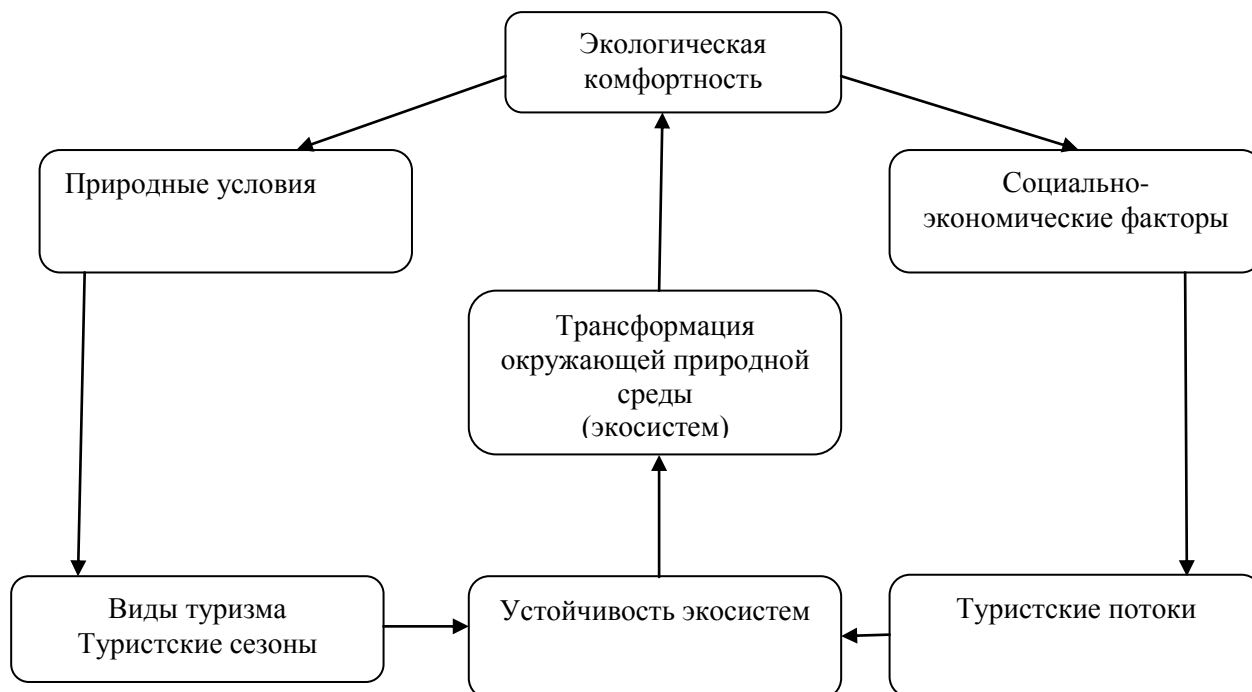 Экологическая
комфортность
Природные условия
Социально-
экономические факторы
Трансформация
окружающей природной
среды
(экосистем)
Виды туризма
Туристские сезоны
Устойчивость экосистем
Туристские потоки